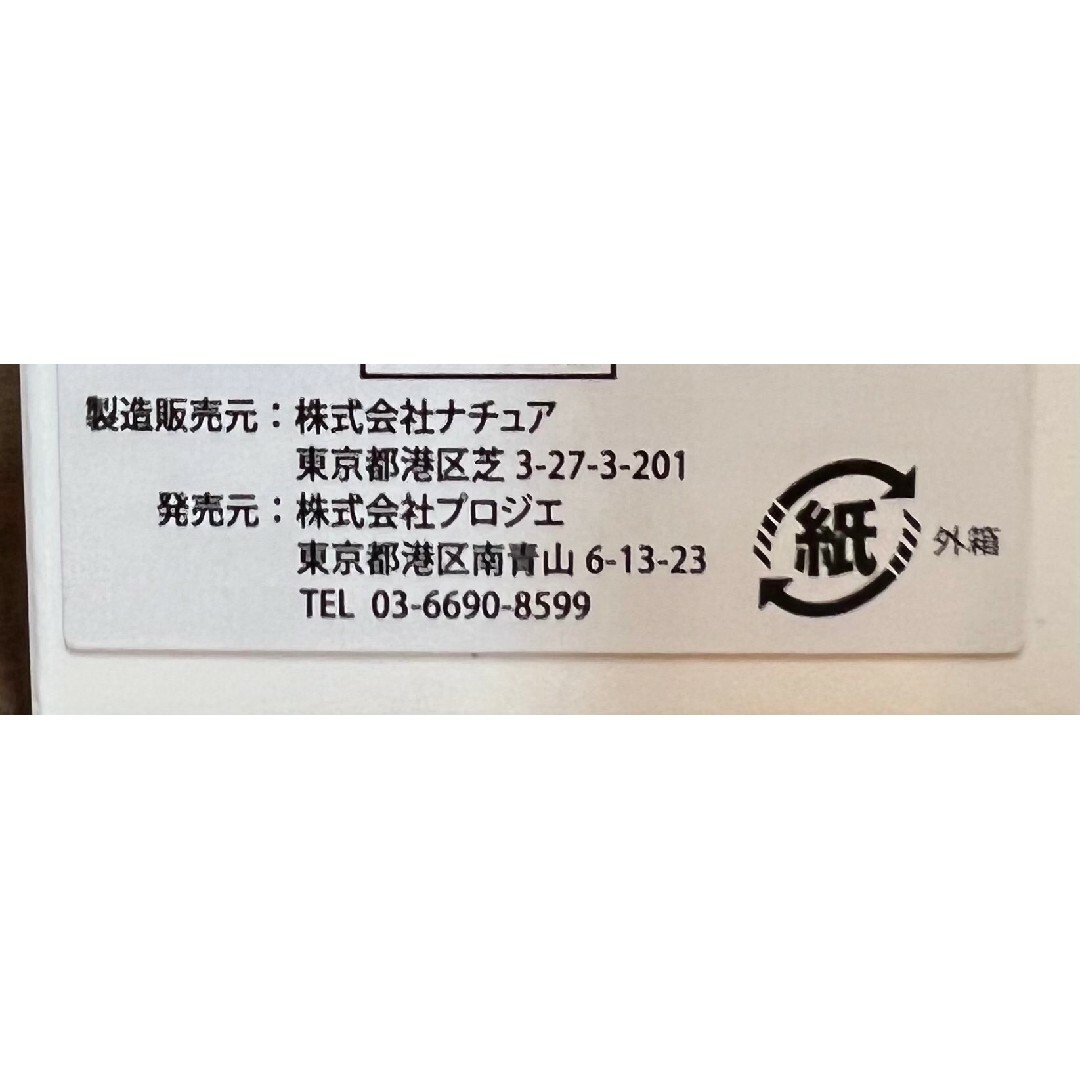 製造販売元：株式会社ナチュア
東京都港区芝 3-27-3-201
発売元：株式会社プロジエ
東京都港区南青山 6-13-23
TEL 03-6690-8599
紙
外箱